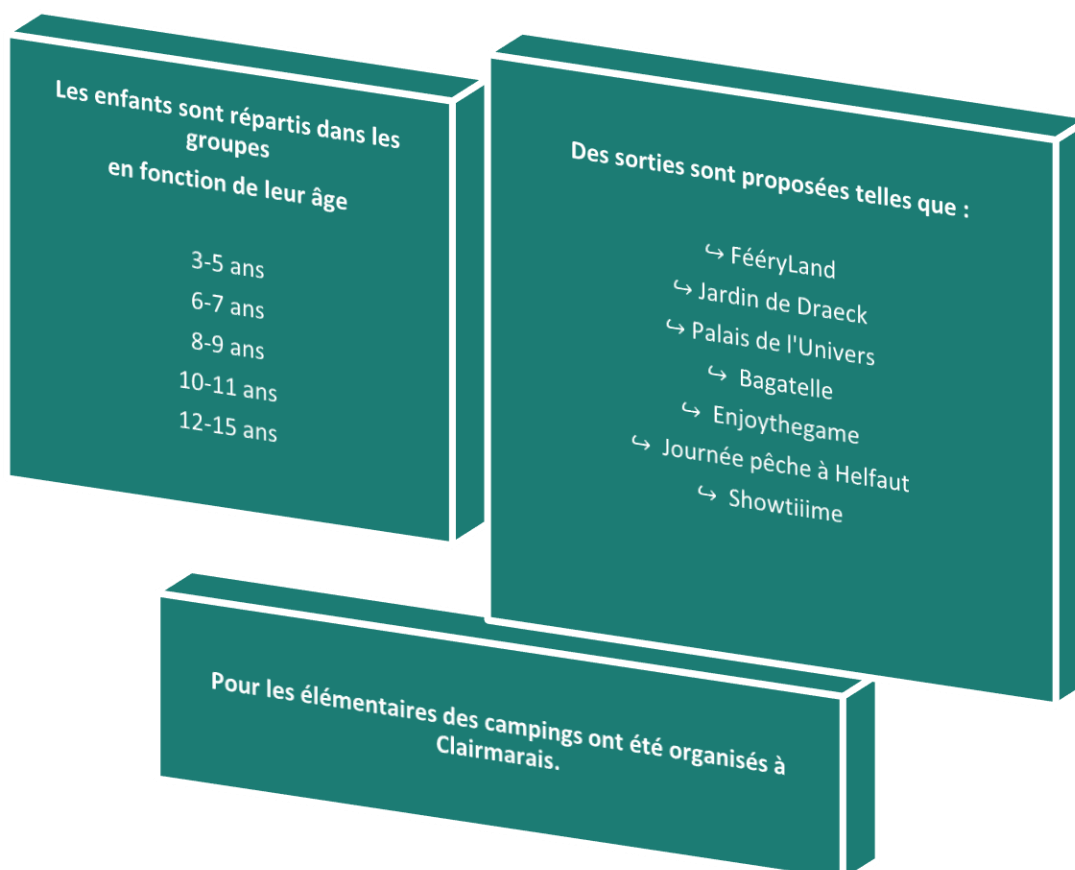 Les enfants sont répartis dans les
groupes
en fonction de leur âge
3-5 ans
6-7 ans
8-9 ans
10-11 ans
12-15 ans
Des sorties sont proposées telles que :
↪ FééryLand
↪ Jardin de Draeck
↪ Palais de l'Univers
↪ Bagatelle
↪ Enjoythegame
↪ Journée pêche à Helfaut
↪ Showtiiime
Pour les élémentaires des campings ont été organisés à
Clairmarais.